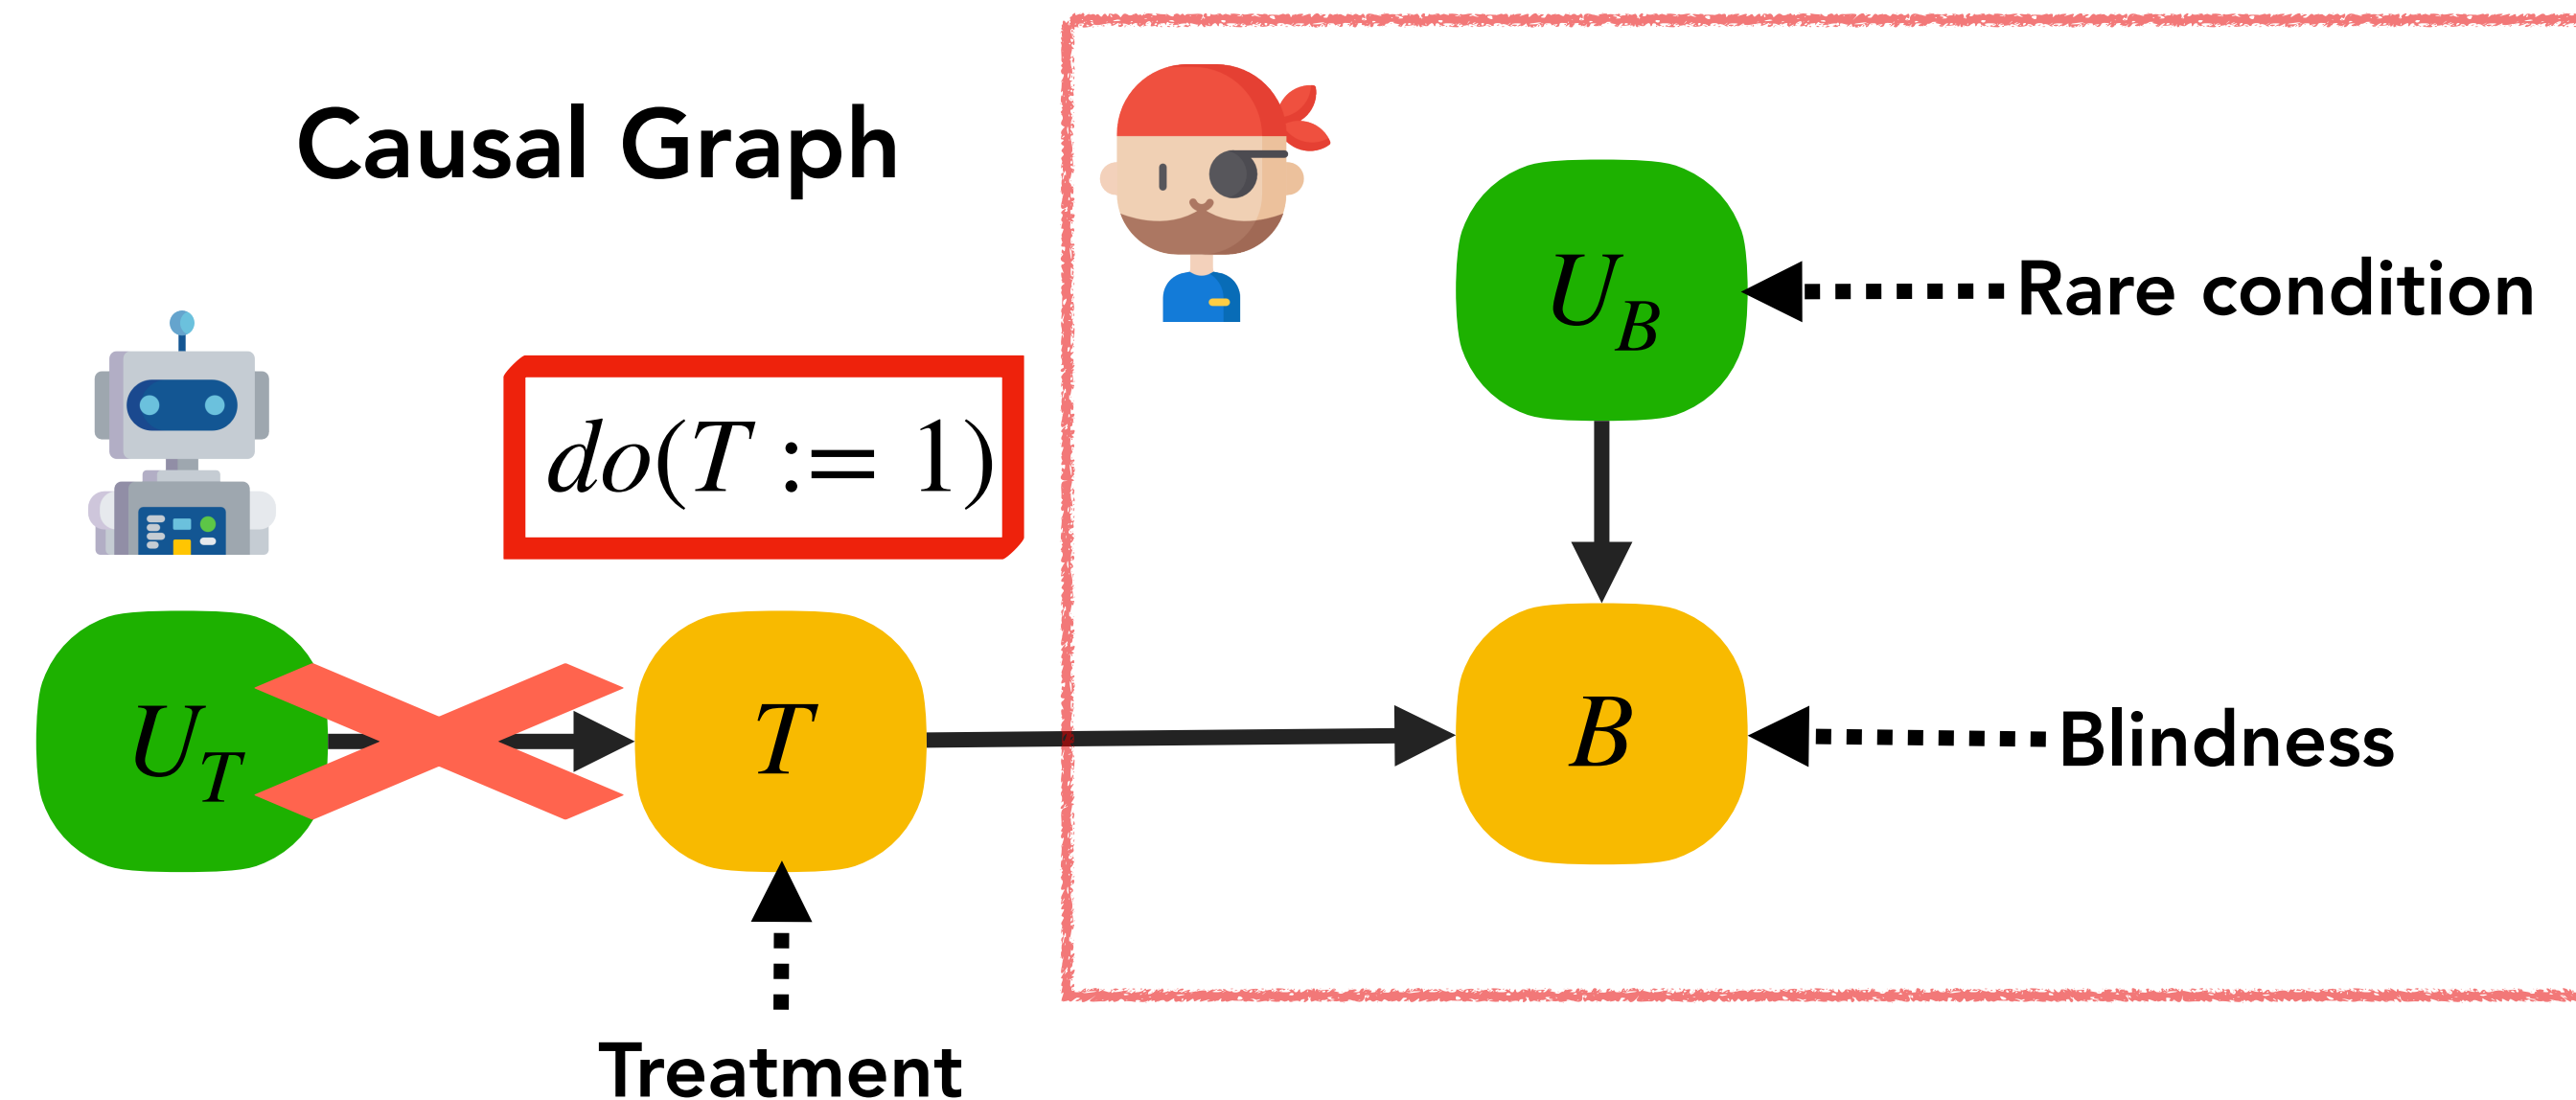 Causal Graph
do(T := 1)
U_B
Rare condition
U_T
T
B
Blindness
Treatment